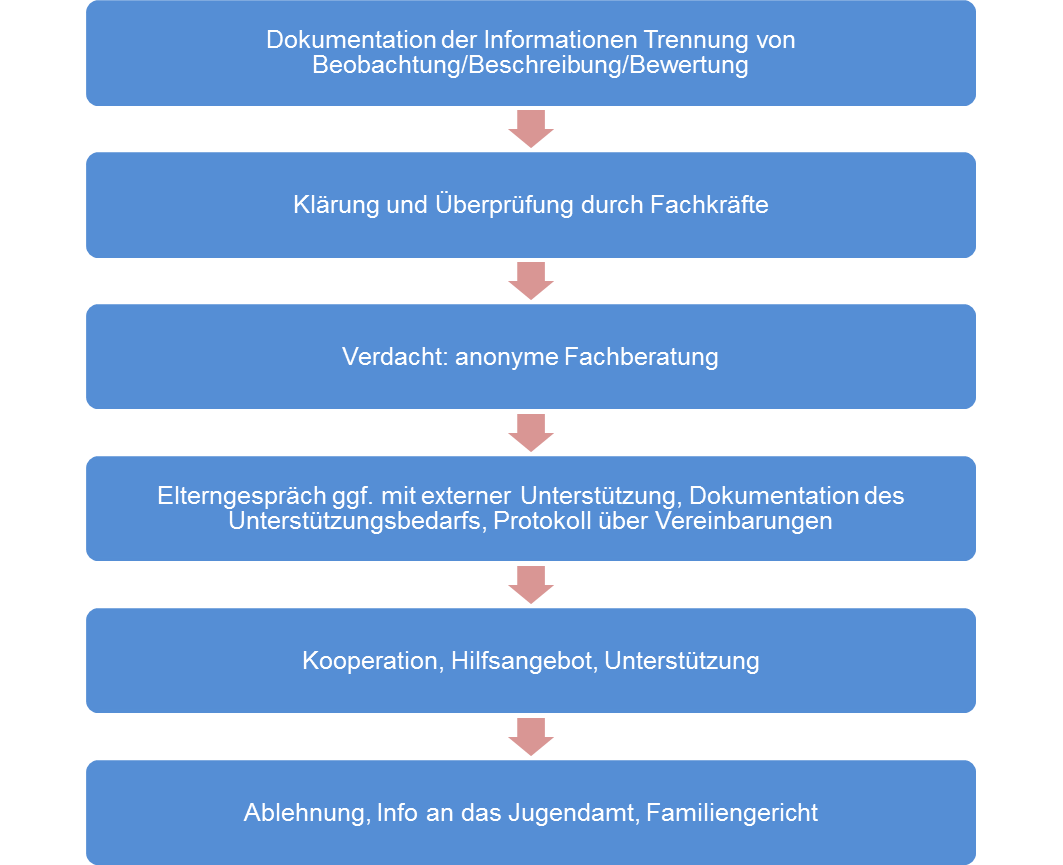 Dokumentation der Informationen Trennung von
Beobachtung/Beschreibung/Bewertung
Klärung und Überprüfung durch Fachkräfte
Verdacht: anonyme Fachberatung
Elterngespräch ggf. mit externer Unterstützung, Dokumentation des
Unterstützungsbedarfs, Protokoll über Vereinbarungen
Kooperation, Hilfsangebot, Unterstützung
Ablehnung, Info an das Jugendamt, Familiengericht